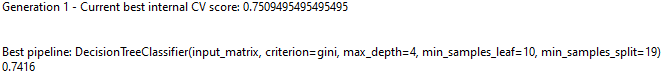 Generation 1 - Current best internal CV score: 0.7509495495495495
Best pipeline: DecisionTreeClassifier(input_matrix, criterion=gini, max_depth=4, min_samples_leaf=10, min_samples_split=19)
0.7416